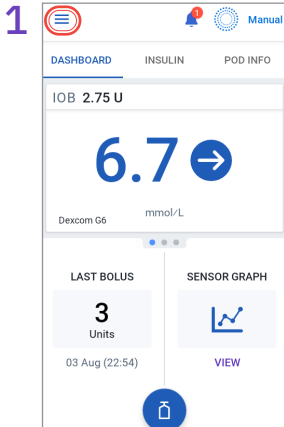 1
1
Manual
DASHBOARD INSULIN POD INFO
IOB 2.75 U
6.7
mmol/L
Dexcom G6
LAST BOLUS SENSOR GRAPH
3
Units
03 Aug (22:54) VIEW